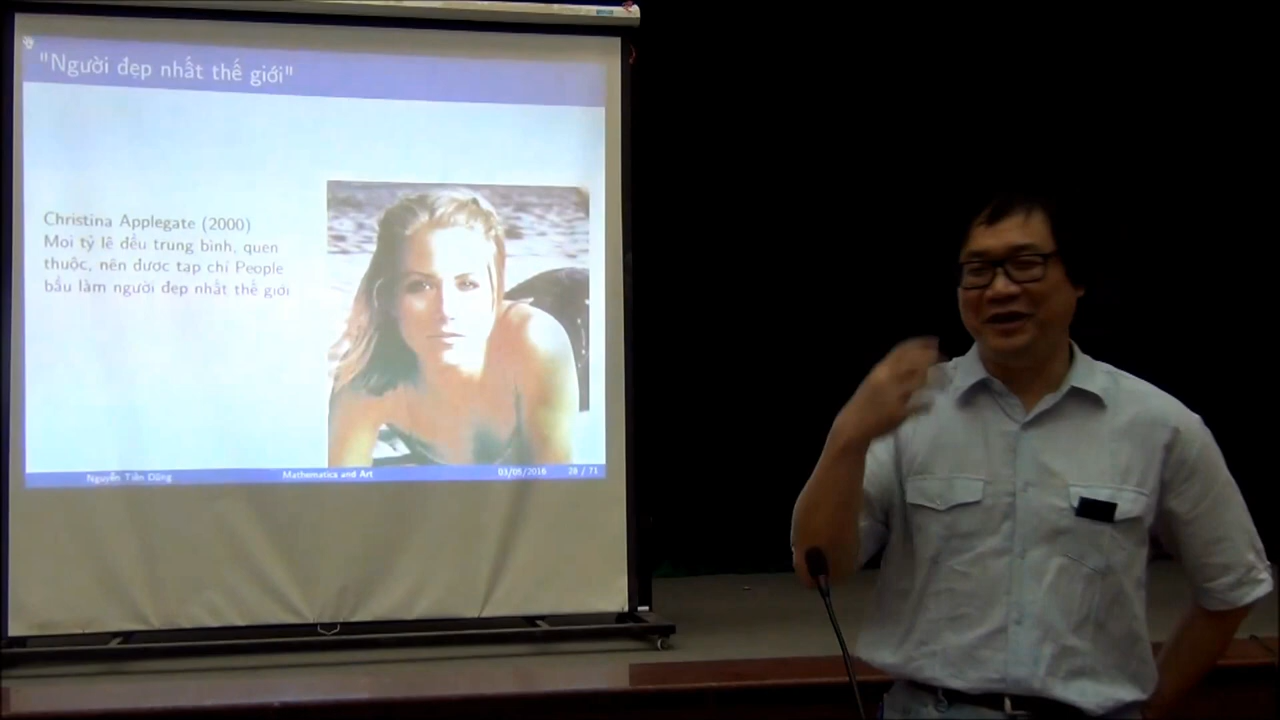 "Người đẹp nhất thế giới"
Christina Applegate (2000)
Mọi tỷ lệ đều trung bình, quen
thuộc, nên được tạp chí People
bầu làm người đẹp nhất thế giới
Nguyễn Tiến Dũng Mathematics and Art 03/05/2016 28 / 71